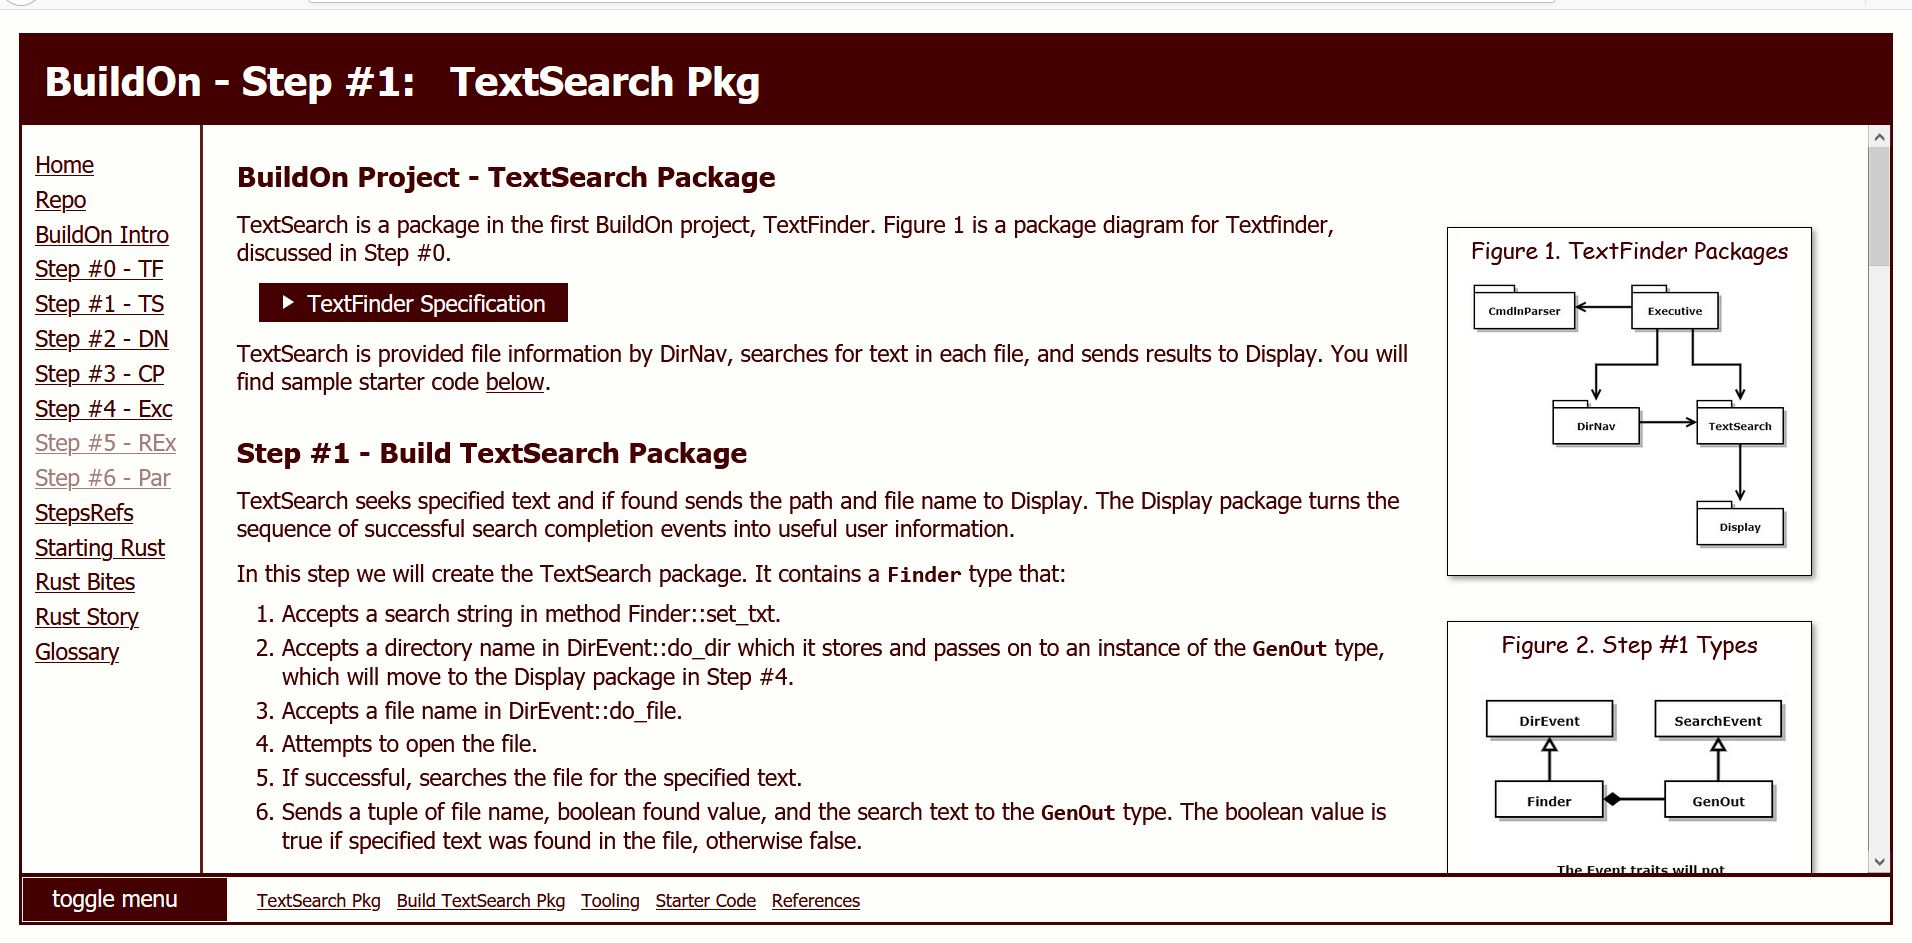 BuildOn - Step #1:   TextSearch Pkg
Home
Repo
BuildOn Intro
Step #0 - TF
Step #1 - TS
Step #2 - DN
Step #3 - CP
Step #4 - Exc
Step #5 - REx
Step #6 - Par
StepsRefs
Starting Rust
Rust Bites
Rust Story
Glossary
BuildOn Project - TextSearch Package
TextSearch is a package in the first BuildOn project, TextFinder. Figure 1 is a package diagram for Textfinder,
discussed in Step #0.
TextFinder Specification
TextSearch is provided file information by DirNav, searches for text in each file, and sends results to Display. You will
find sample starter code below.
Step #1 - Build TextSearch Package
TextSearch seeks specified text and if found sends the path and file name to Display. The Display package turns the
sequence of successful search completion events into useful user information.
In this step we will create the TextSearch package. It contains a Finder type that:
1. Accepts a search string in method Finder::set_txt.
2. Accepts a directory name in DirEvent::do_dir which it stores and passes on to an instance of the GenOut type,
which will move to the Display package in Step #4.
3. Accepts a file name in DirEvent::do_file.
4. Attempts to open the file.
5. If successful, searches the file for the specified text.
6. Sends a tuple of file name, boolean found value, and the search text to the GenOut type. The boolean value is
true if specified text was found in the file, otherwise false.
Figure 1. TextFinder Packages
CmdlnParser
Executive
DirNav
TextSearch
Display
Figure 2. Step #1 Types
DirEvent
SearchEvent
Finder
GenOut
The Event traits will not
toggle menu
TextSearch Pkg
Build TextSearch Pkg
Tooling
Starter Code
References